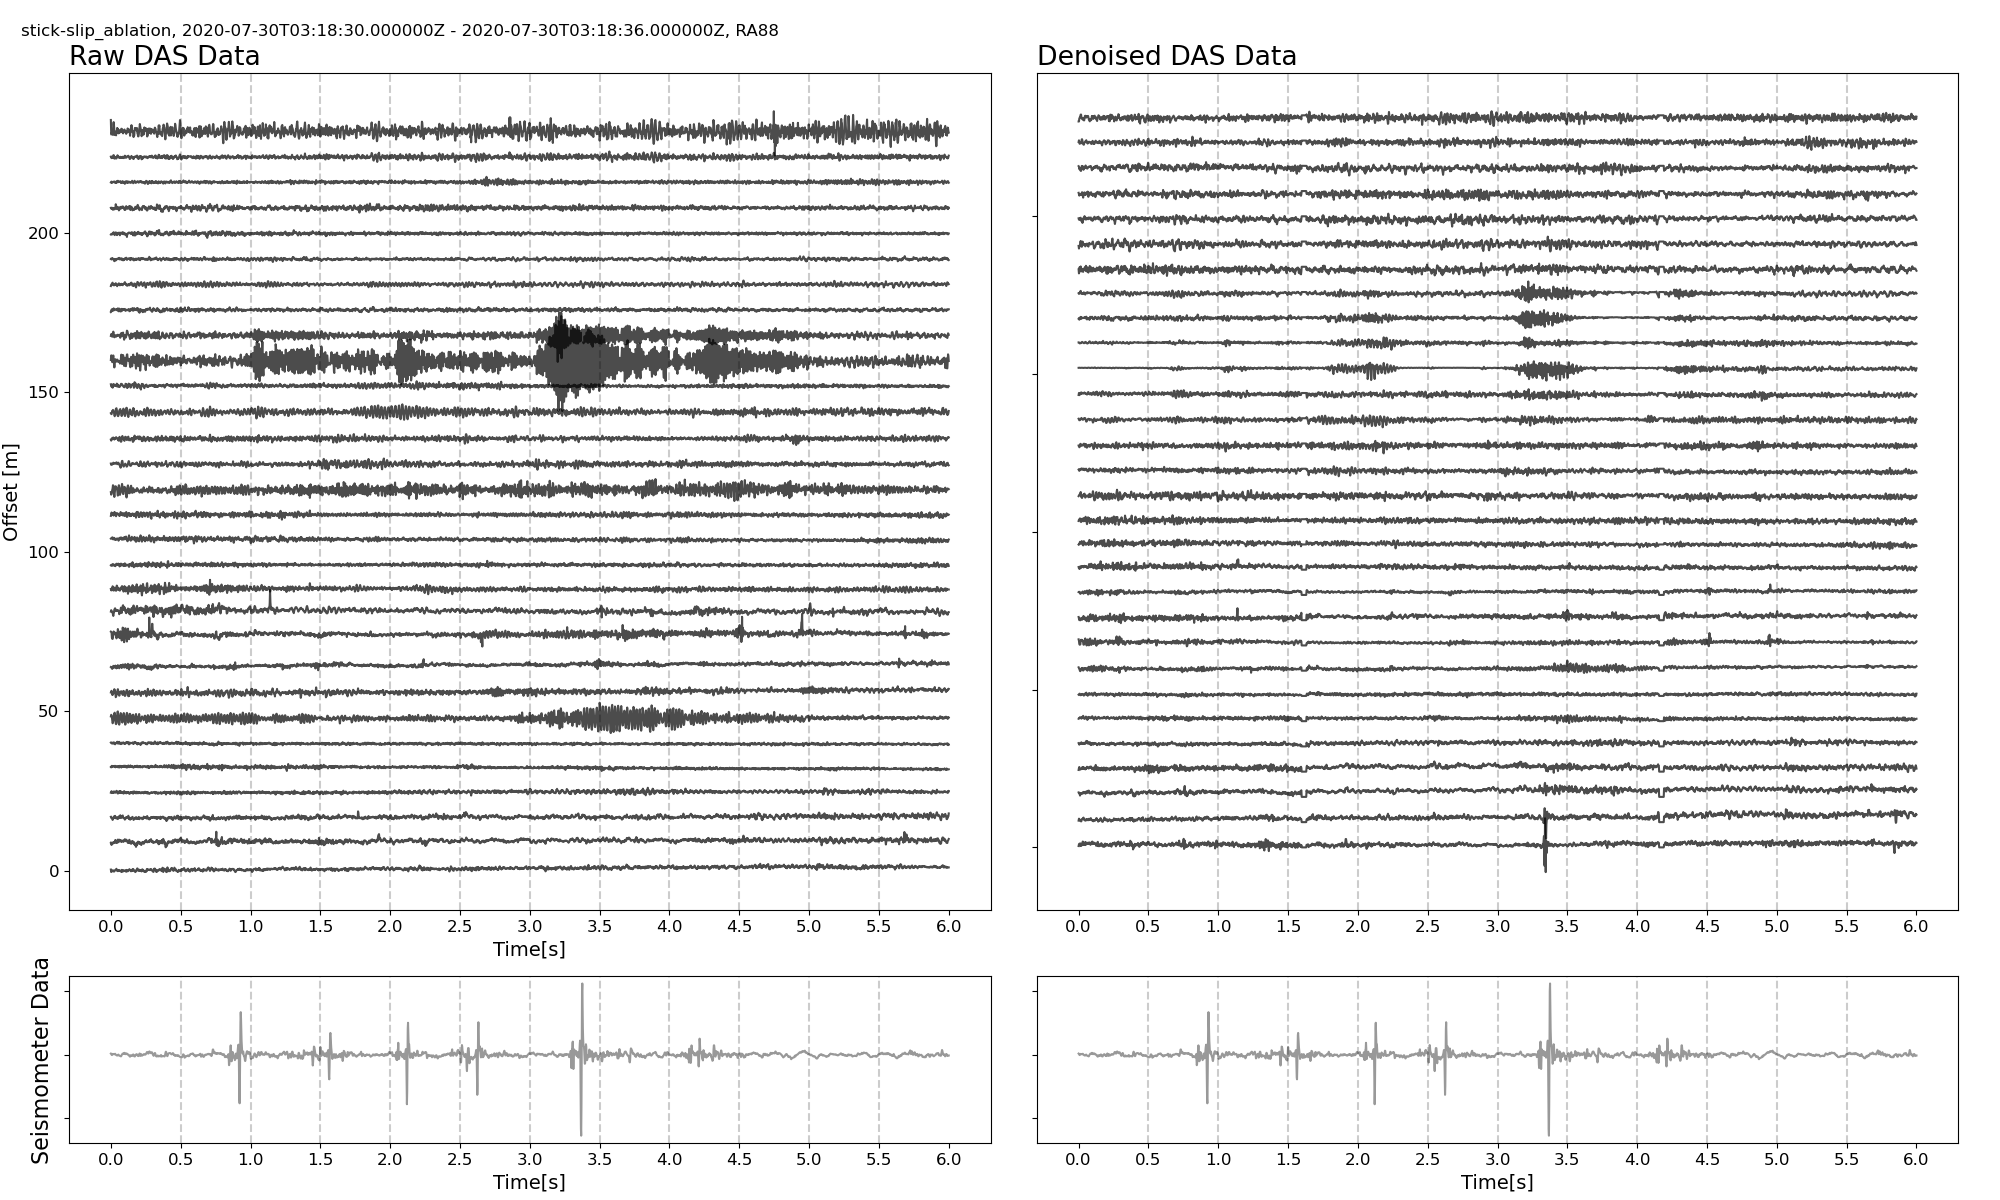 stick-slip_ablation, 2020-07-30T03:18:30.000000Z - 2020-07-30T03:18:36.000000Z, RA88
Raw DAS Data
Denoised DAS Data
Offset [m]
200
150
100
50
0
0.0 0.5 1.0 1.5 2.0 2.5 3.0 3.5 4.0 4.5 5.0 5.5 6.0
Time[s]
0.0 0.5 1.0 1.5 2.0 2.5 3.0 3.5 4.0 4.5 5.0 5.5 6.0
Seismometer Data
0.0 0.5 1.0 1.5 2.0 2.5 3.0 3.5 4.0 4.5 5.0 5.5 6.0
Time[s]
0.0 0.5 1.0 1.5 2.0 2.5 3.0 3.5 4.0 4.5 5.0 5.5 6.0
Time[s]